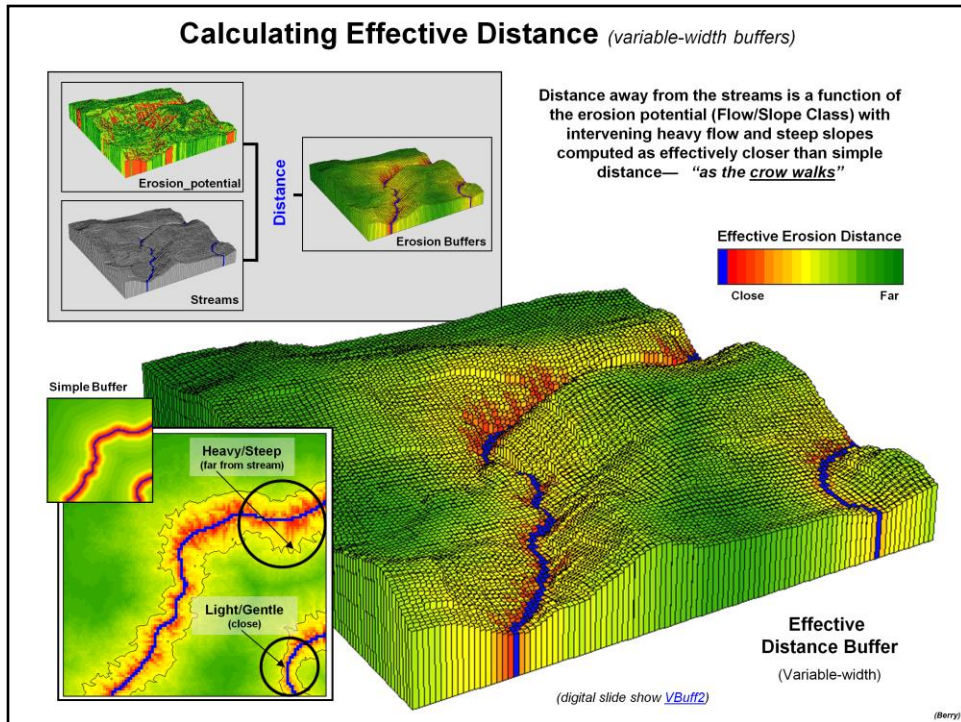 Calculating Effective Distance (variable-width buffers)
Erosion_potential
Streams
Distance
Erosion Buffers
Distance away from the streams is a function of
the erosion potential (Flow/Slope Class) with
intervening heavy flow and steep slopes
computed as effectively closer than simple
distance— “as the crow walks”
Effective Erosion Distance
Close Far
Simple Buffer
Heavy/Steep
(far from stream)
Light/Gentle
(close)
Effective
Distance Buffer
(Variable-width)
(digital slide show VBuff2)
(Berry)